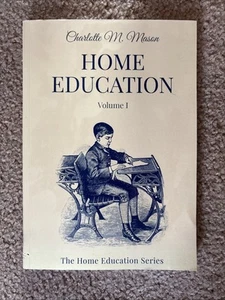 Charlotte M. Mason
HOME
EDUCATION
Volume I
The Home Education Series